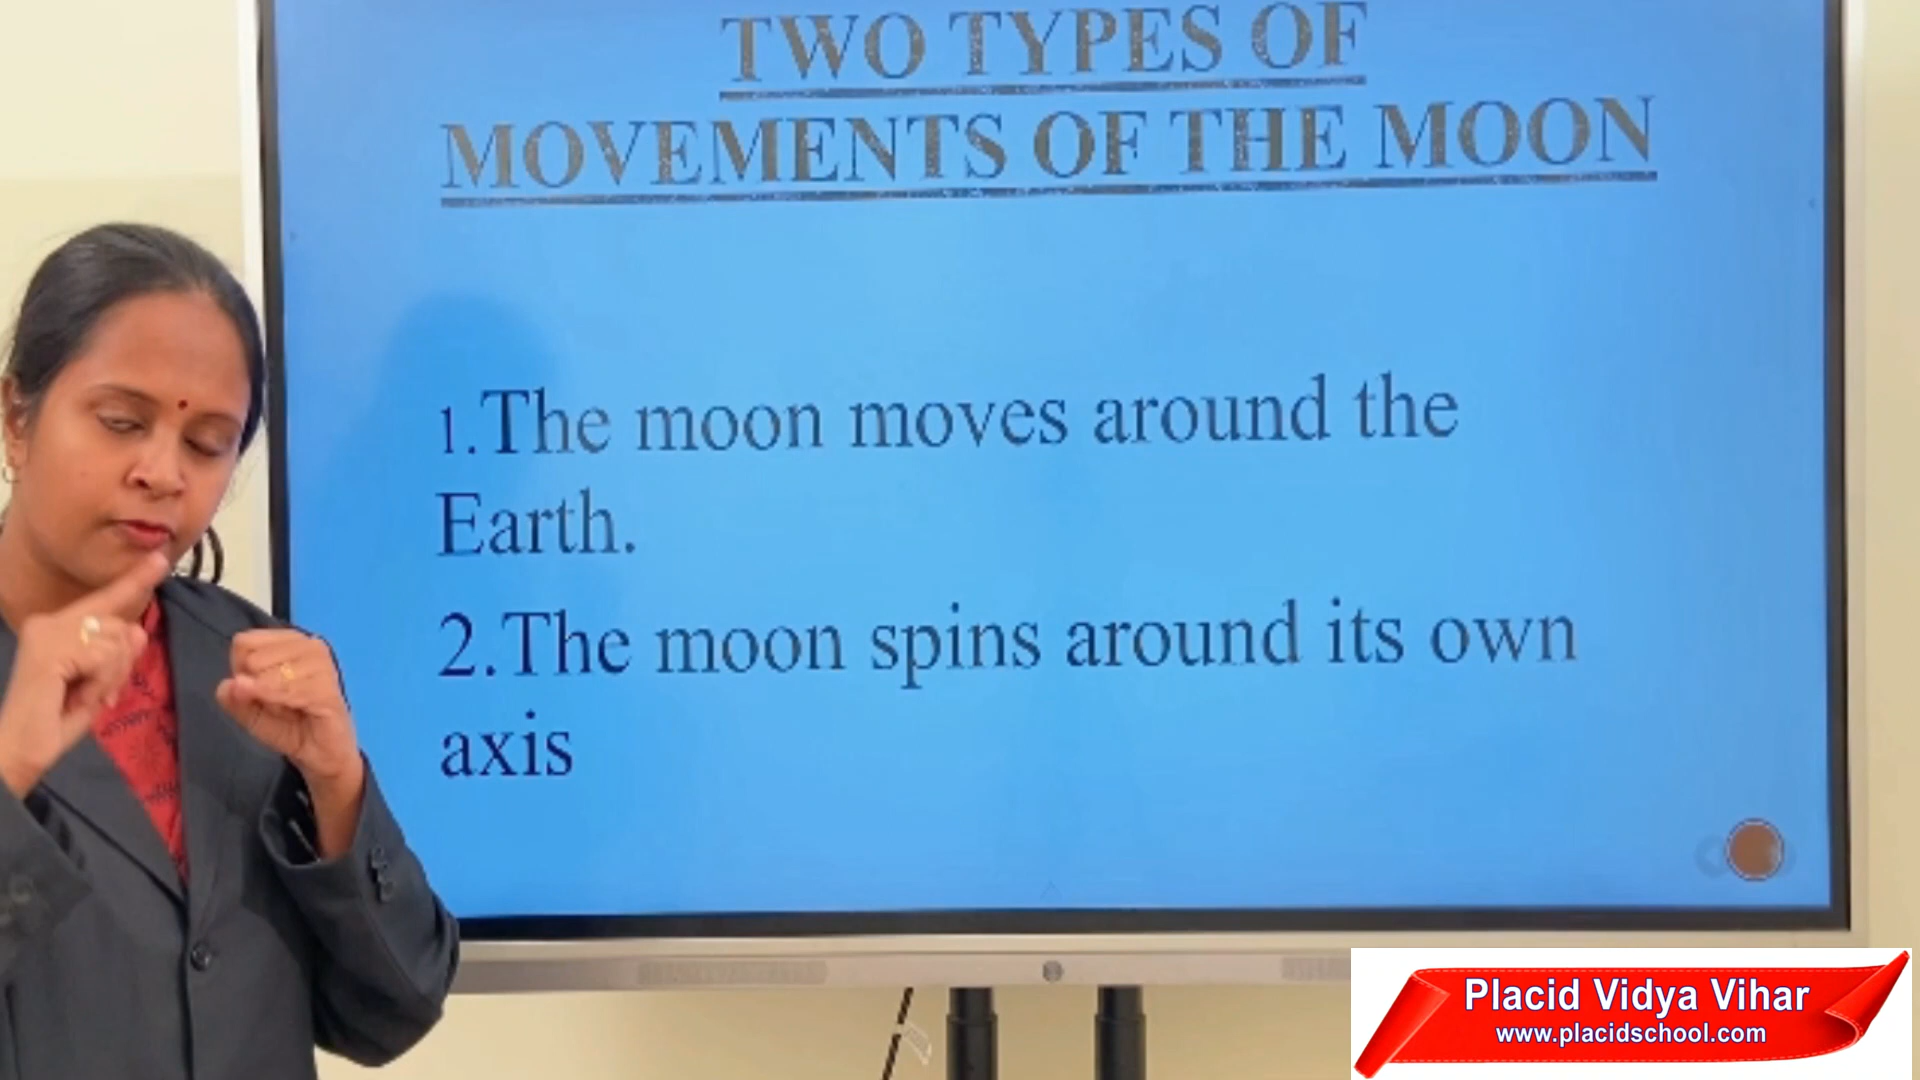 TWO TYPES OF
MOVEMENTS OF THE MOON
1.The moon moves around the
Earth.
2.The moon spins around its own
axis
Placid Vidya Vihar
www.placidschool.com